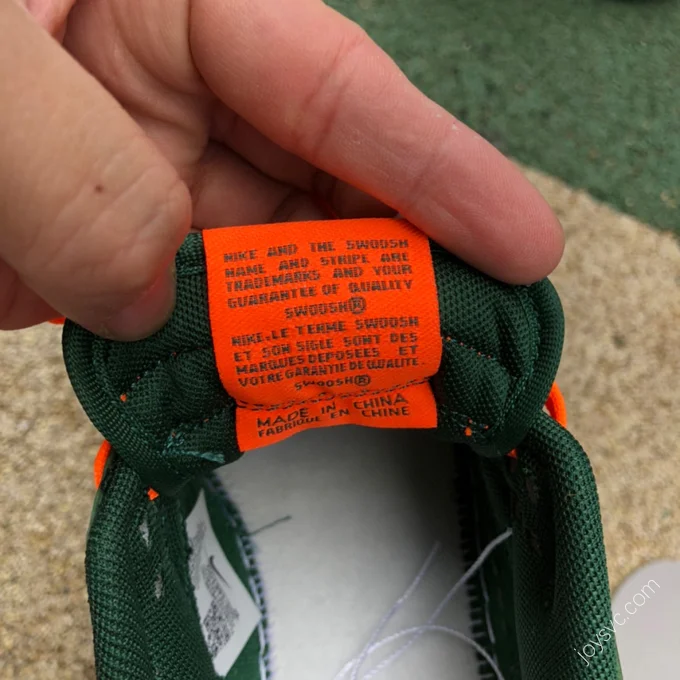 NIKE AND THE SWOOSH
NAME AND STRIPE ARE
TRADEMARKS AND YOUR
GUARANTEE OF QUALITY
SWOOSH®
NIKE.LE TERME SWOOSH
ET SON SIGLE SONT DES
MARQUES DEPOSEES ET
VOTRE GARANTIE DE QUALITE.
SWOOSH®
MADE IN CHINA
FABRIQUE EN CHINE
joysvc.com